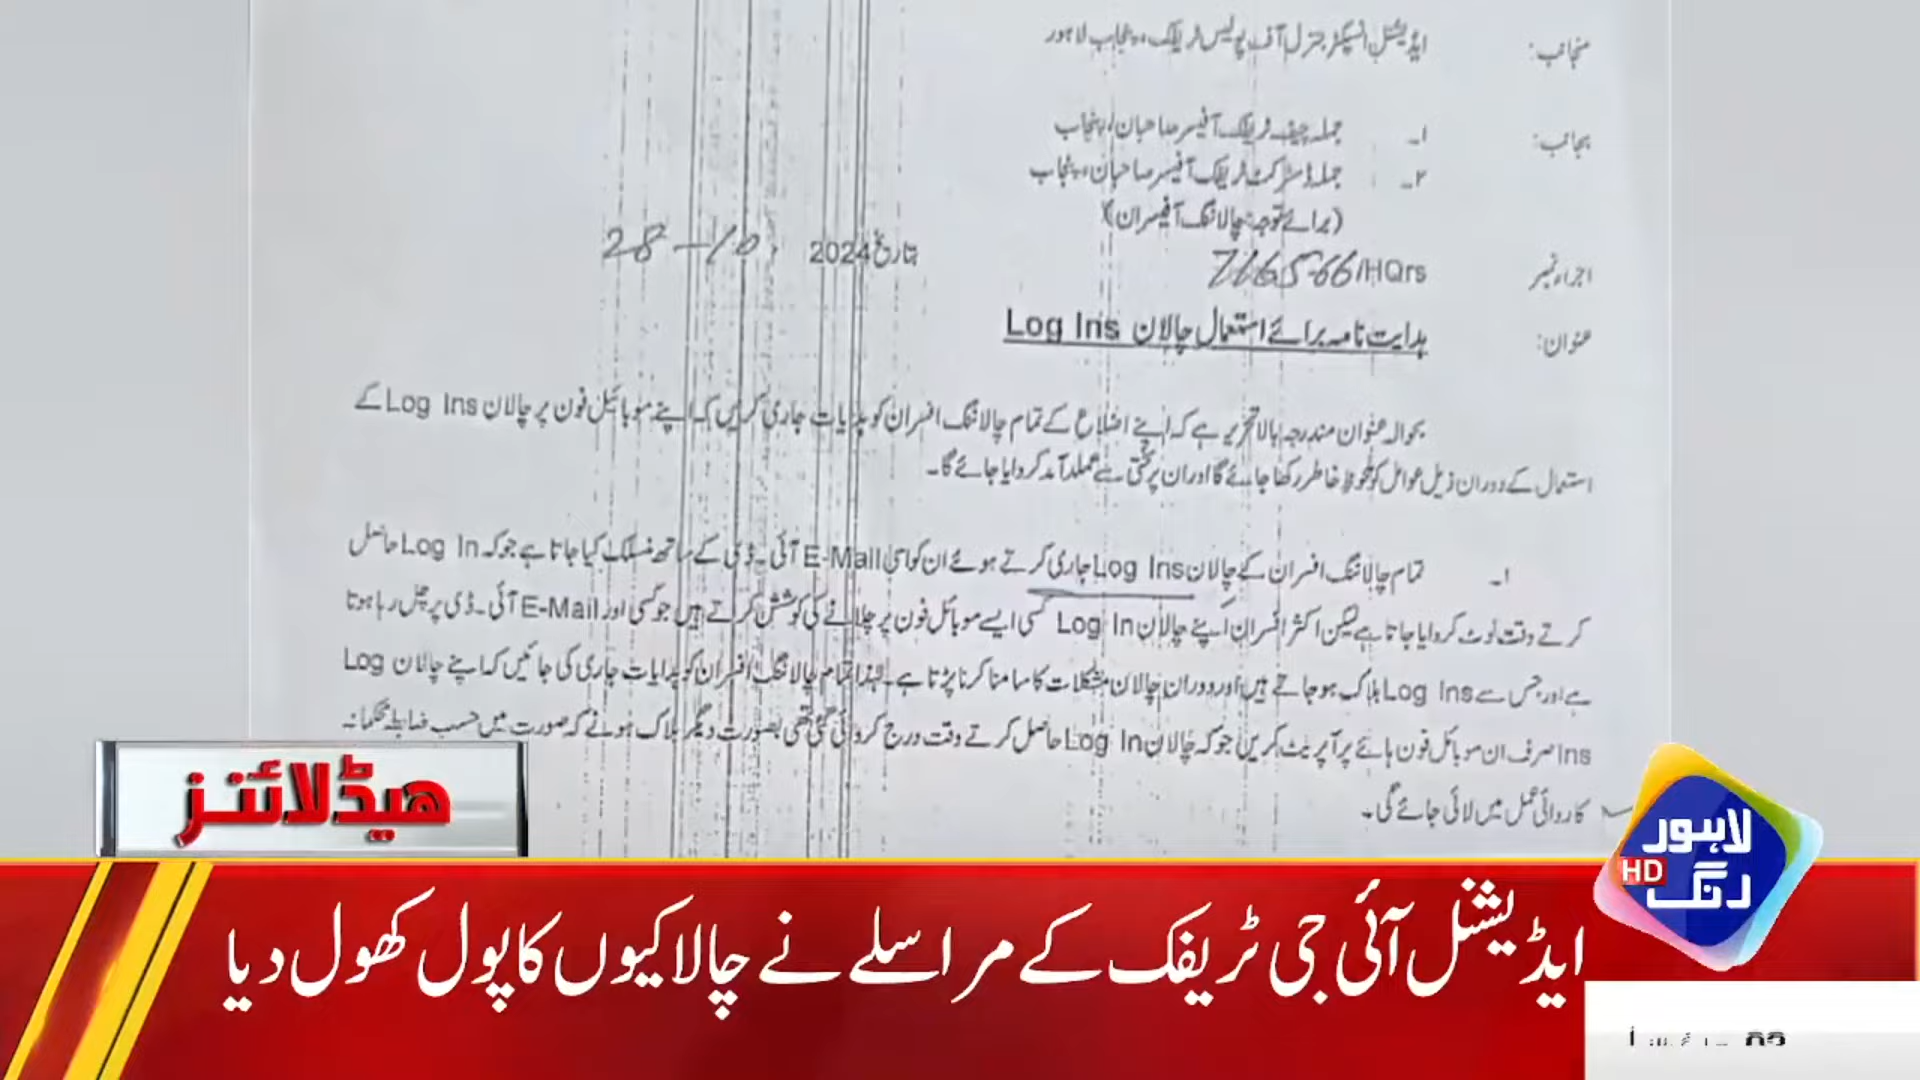 منجانب: ایڈیشنل انسپکٹر جنرل آف پولیس ٹریفک، پنجاب لاہور
بجانب: ۱۔ جملہ چیف ٹریفک آفیسر صاحبان، پنجاب
۲۔ جملہ ڈسٹرکٹ ٹریفک آفیسر صاحبان، پنجاب
(برائے توجہ: چالاننگ آفیسران)
اجراء نمبر 7165-66/HQrs بتاریخ 28-10، 2024
عنوان: ہدایت نامہ برائے استعمال چالان Log Ins
بحوالہ عنوان مندرجہ بالا تحریر ہے کہ اپنے اضلاع کے تمام چالاننگ افسران کو ہدایات جاری کریں کہ اپنے موبائیل فون پر چالان Log Ins کے
استعمال کے دوران ذیل عوامل کو ملحوظِ خاطر رکھا جائے گا اور ان پر سختی سے عملدرآمد کروایا جائے گا۔
۱۔ تمام چالاننگ افسران کے چالان Log Ins جاری کرتے ہوئے ان کو اسی E-Mail آئی۔ڈی کے ساتھ منسلک کیا جاتا ہے جو کہ Log In حاصل
کرتے وقت نوٹ کروایا جاتا ہے لیکن اکثر افسران اپنے چالان Log In کسی ایسے موبائل فون پر چلانے کی کوشش کرتے ہیں جو کسی اور E-Mail آئی۔ڈی پر چل رہا ہوتا
ہے اور جس سے Log Ins بلاک ہو جاتے ہیں اور دوران چالان مشکلات کا سامنا کرنا پڑتا ہے۔ لہٰذا تمام چالاننگ افسران کو ہدایات جاری کی جائیں کہ اپنے چالان Log
Ins صرف ان موبائل فون ہائے پر آپریٹ کریں جو کہ چالان Log In حاصل کرتے وقت درج کروائی گئی تھی بصورت دیگر بلاک ہونے کہ صورت میں حسب ضابطہ محکمانہ
کاروائی عمل میں لائی جائے گی۔
ھیڈلائنز
لاہور
رنگ
HD
ایڈیشنل آئی جی ٹریفک کے مراسلے نے چالاکیوں کا پول کھول دیا